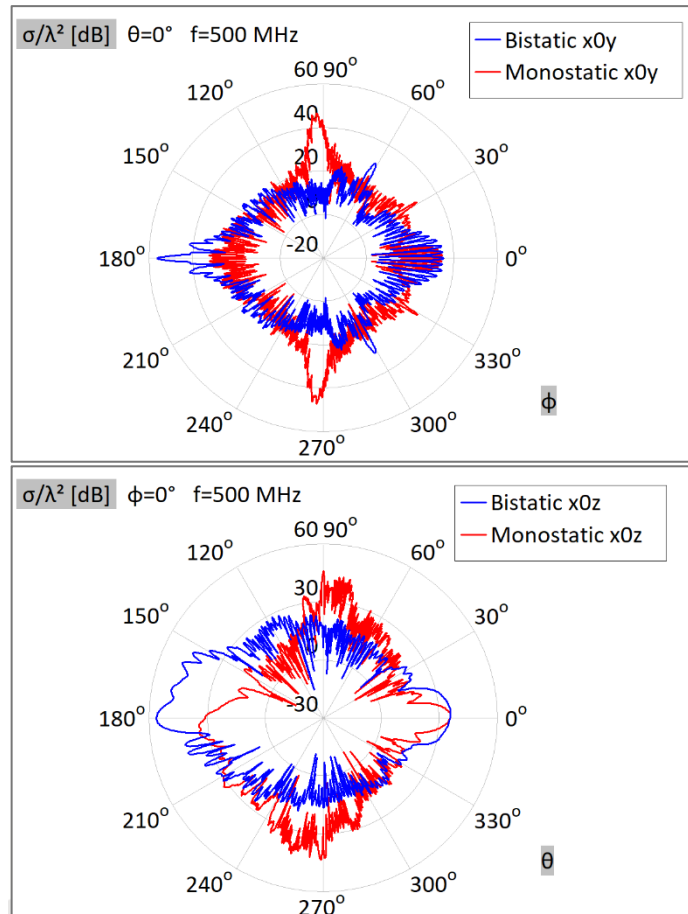 σ/λ² [dB] θ=0° f=500 MHz
Bistatic x0y
Monostatic x0y
60 90°
120° 60°
40
150° 20 30°
-20
180° 0°
210° 330°
ϕ
240° 300°
270°
σ/λ² [dB] ϕ=0° f=500 MHz
Bistatic x0z
Monostatic x0z
60 90°
120° 60°
30
150° 30°
0
-30
180° 0°
210° 330°
θ
240° 300°
270°